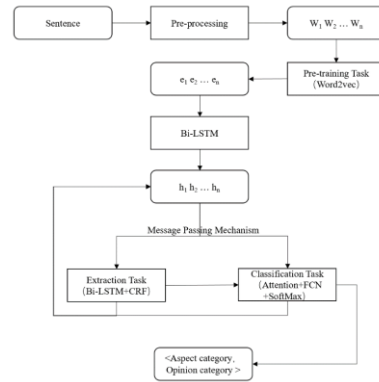 Sentence
Pre-processing
W₁ W₂ … Wₙ
Pre-training Task
(Word2vec)
e₁ e₂ … eₙ
Bi-LSTM
h₁ h₂ … hₙ
Message Passing Mechanism
Extraction Task
(Bi-LSTM+CRF)
Classification Task
(Attention+FCN
+SoftMax)
<Aspect category,
Opinion category >